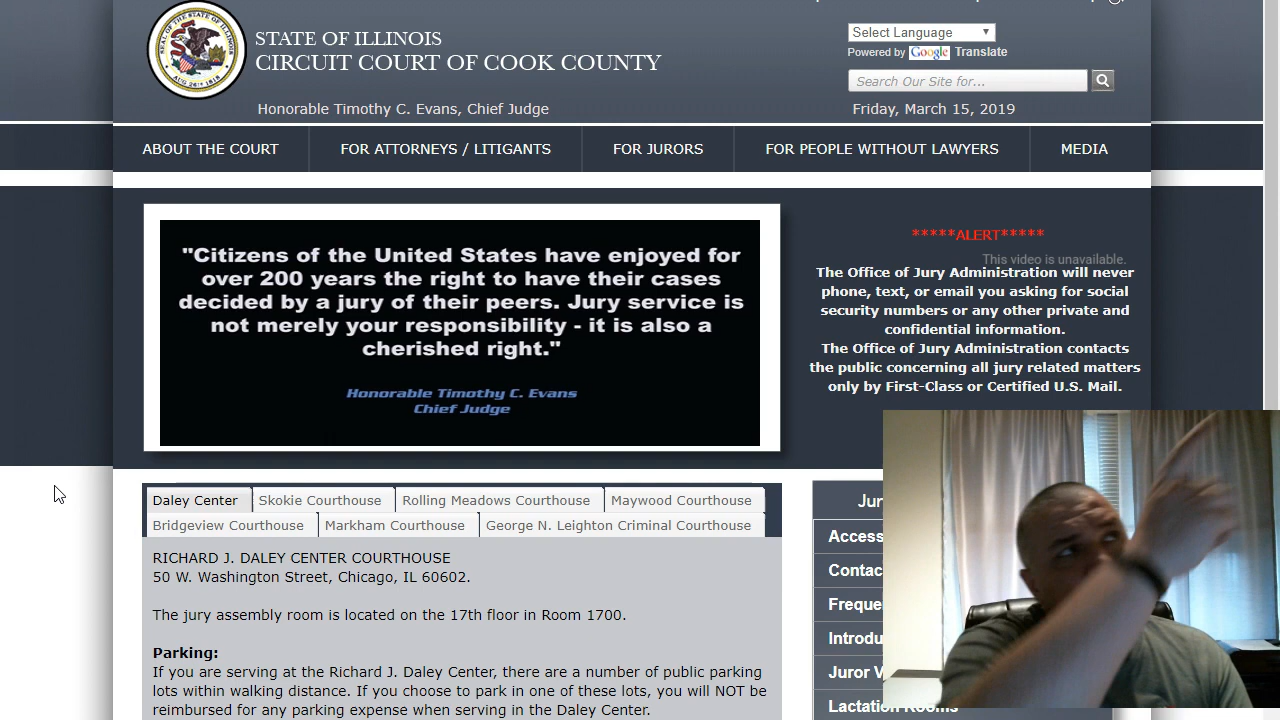 STATE OF ILLINOIS
CIRCUIT COURT OF COOK COUNTY
Honorable Timothy C. Evans, Chief Judge
Select Language
Powered by Google Translate
Search Our Site for...
Friday, March 15, 2019
ABOUT THE COURT
FOR ATTORNEYS / LITIGANTS
FOR JURORS
FOR PEOPLE WITHOUT LAWYERS
MEDIA
"Citizens of the United States have enjoyed for
over 200 years the right to have their cases
decided by a jury of their peers. Jury service is
not merely your responsibility - it is also a
cherished right."
Honorable Timothy C. Evans
Chief Judge
*****ALERT*****
This video is unavailable.
The Office of Jury Administration will never
phone, text, or email you asking for social
security numbers or any other private and
confidential information.
The Office of Jury Administration contacts
the public concerning all jury related matters
only by First-Class or Certified U.S. Mail.
Daley Center
Skokie Courthouse
Rolling Meadows Courthouse
Maywood Courthouse
Bridgeview Courthouse
Markham Courthouse
George N. Leighton Criminal Courthouse
RICHARD J. DALEY CENTER COURTHOUSE
50 W. Washington Street, Chicago, IL 60602.
The jury assembly room is located on the 17th floor in Room 1700.
Parking:
If you are serving at the Richard J. Daley Center, there are a number of public parking
lots within walking distance. If you choose to park in one of these lots, you will NOT be
reimbursed for any parking expense when serving in the Daley Center.
Jur
Access
Contac
Freque
Introdu
Juror V
Lactation Rooms